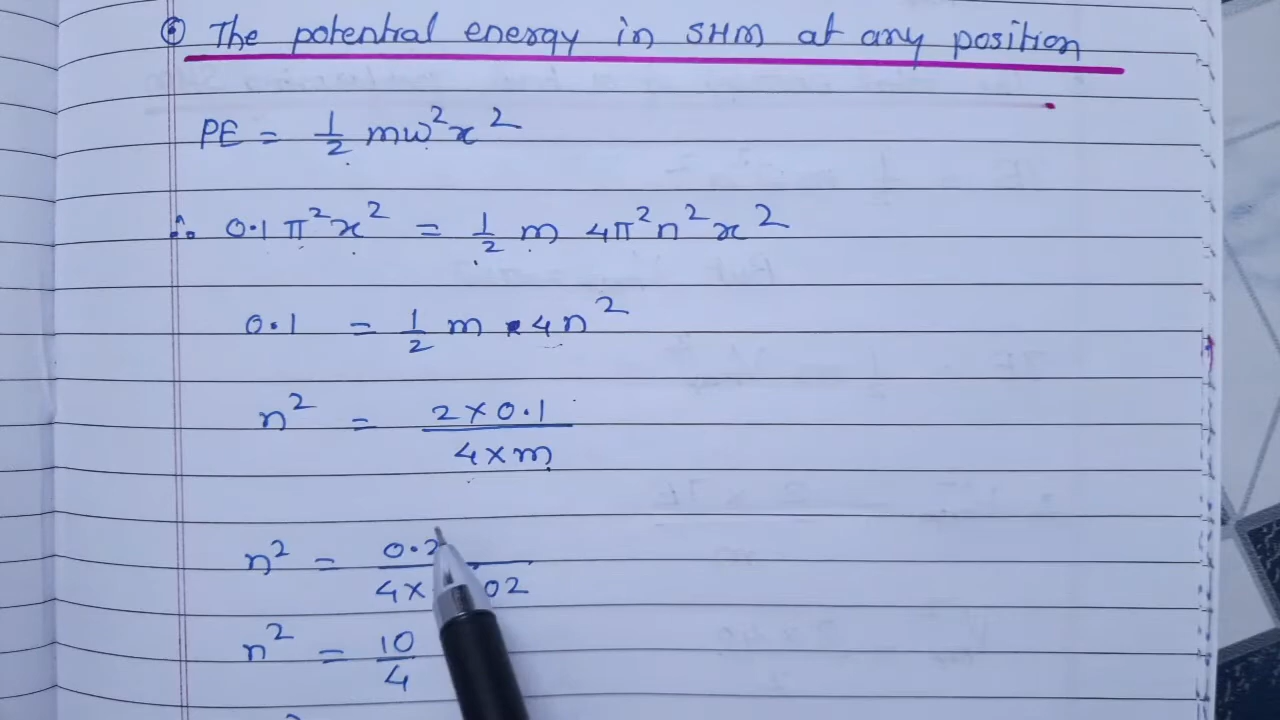 The potential energy in SHM at any position
PE = 1/2 mω²x²
∴ 0.1 π²x² = 1/2 m 4π²n²x²
0.1 = 1/2 m 4n²
n² = 2×0.1 / 4×m
n² = 0.2 / 4× 02
n² = 10/4